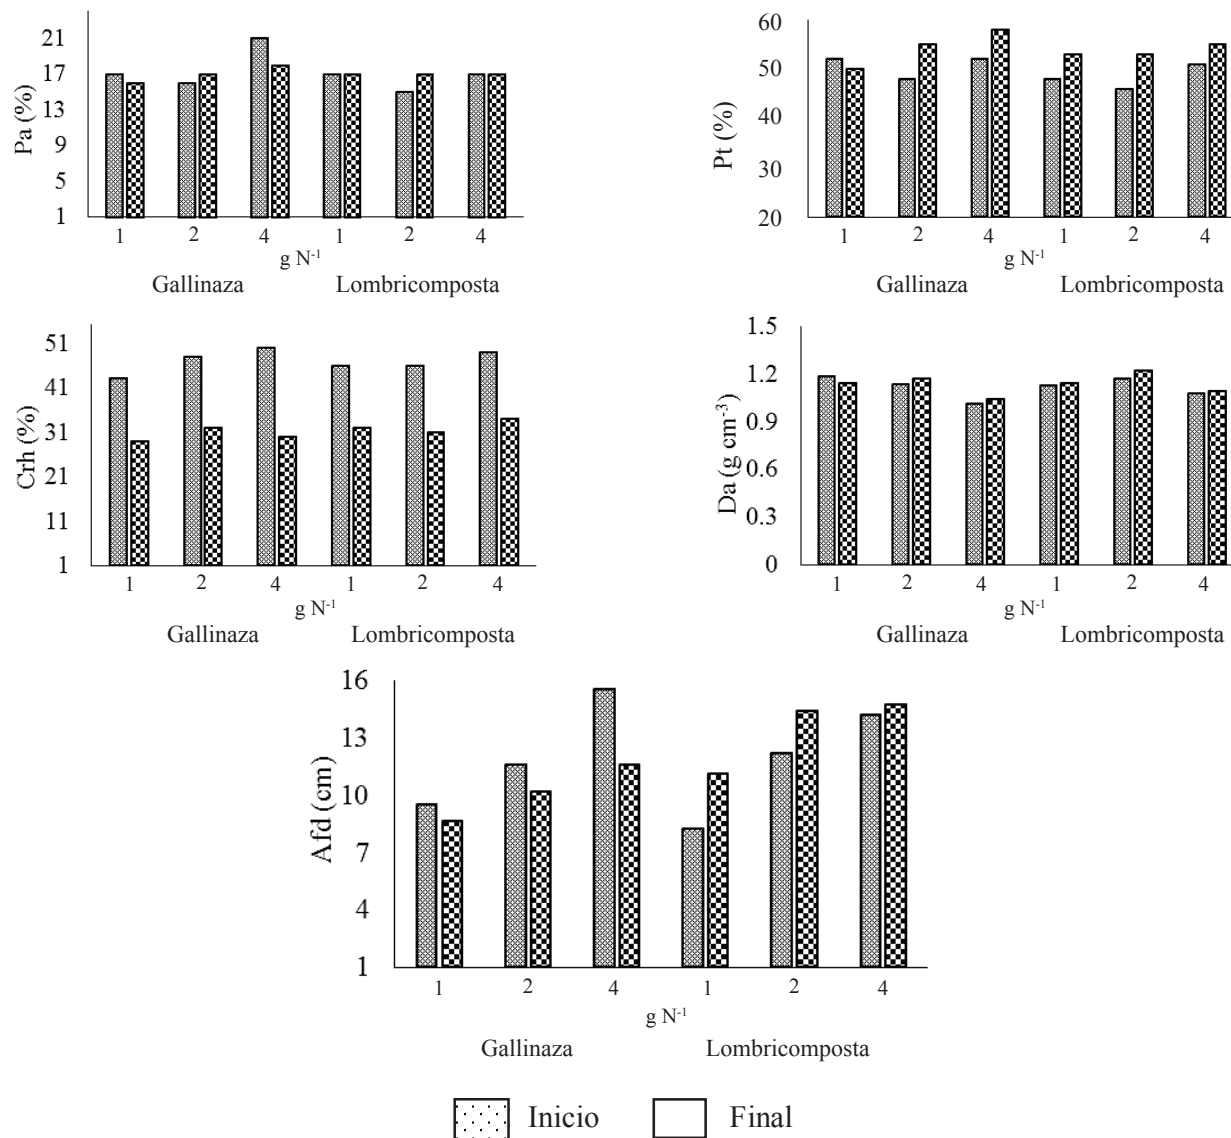 21
17
13
9
5
1
Pa (%)
1 2 4 1 2 4
g N-1
Gallinaza Lombricomposta
60
50
40
30
20
Pt (%)
1 2 4 1 2 4
g N-1
Gallinaza Lombricomposta
51
41
31
21
11
1
Crh (%)
1 2 4 1 2 4
g N-1
Gallinaza Lombricomposta
1.5
1.2
0.9
0.6
0.3
0
Da (g cm-3)
1 2 4 1 2 4
g N-1
Gallinaza Lombricomposta
16
13
10
7
4
1
Afd (cm)
1 2 4 1 2 4
g N-1
Gallinaza Lombricomposta
Inicio Final